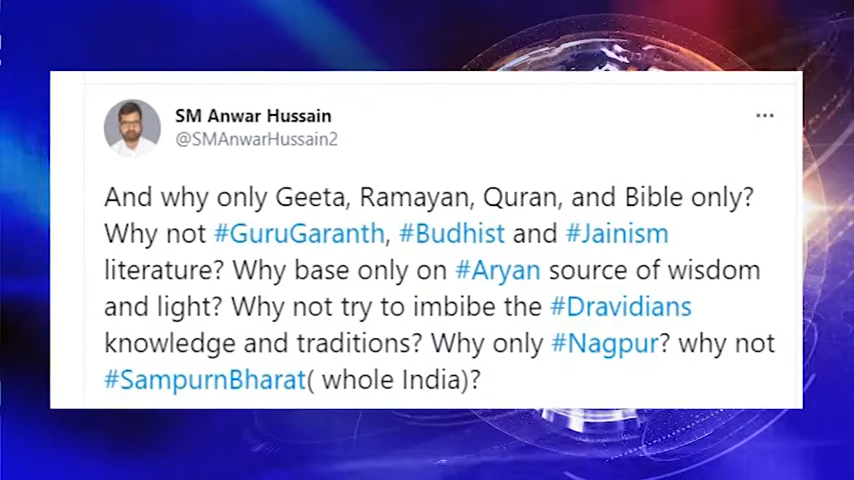 SM Anwar Hussain
@SMAnwarHussain2
And why only Geeta, Ramayan, Quran, and Bible only?
Why not #GuruGaranth, #Budhist and #Jainism
literature? Why base only on #Aryan source of wisdom
and light? Why not try to imbibe the #Dravidians
knowledge and traditions? Why only #Nagpur? why not
#SampurnBharat( whole India)?